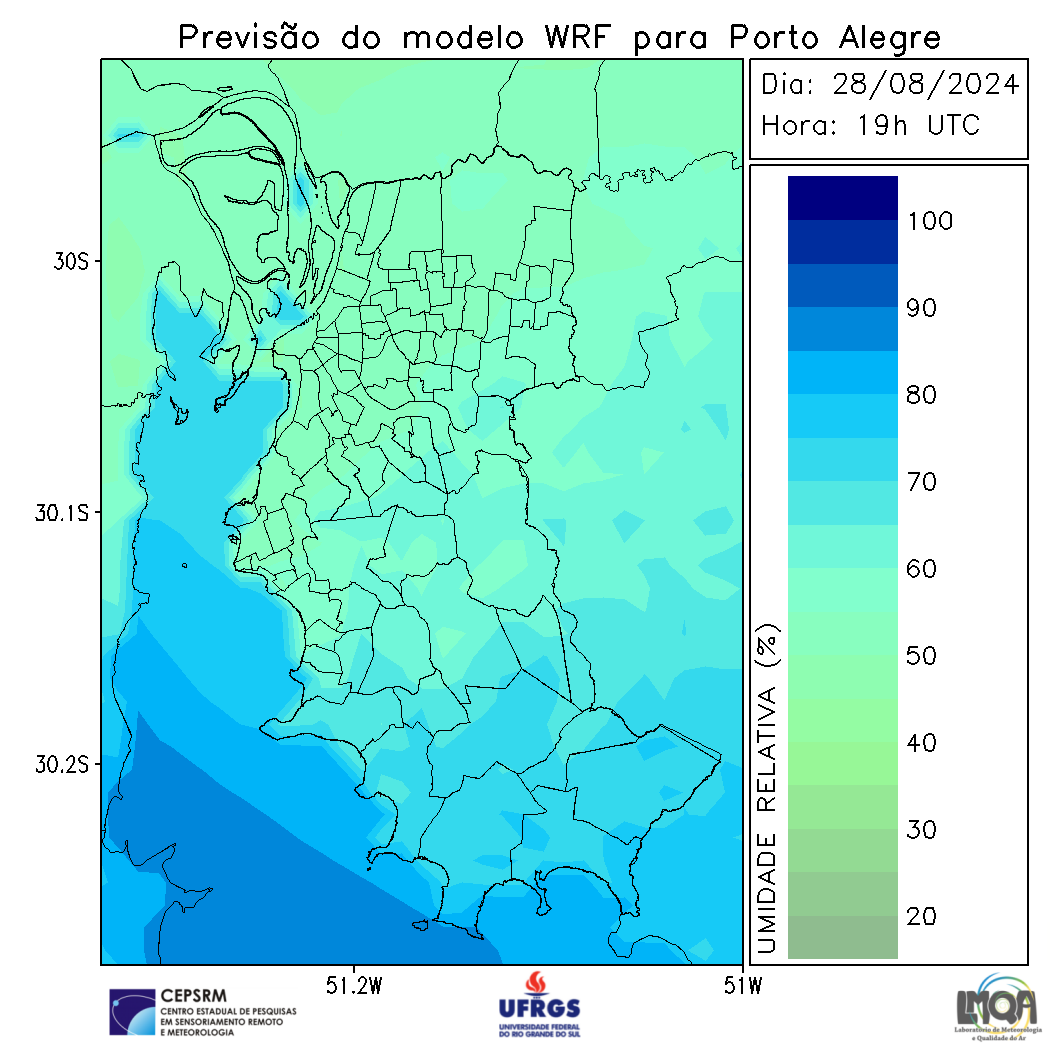 Previsão do modelo WRF para Porto Alegre
Dia: 28/08/2024
Hora: 19h UTC
100
90
80
70
60
50
40
30
20
UMIDADE RELATIVA (%)
30S
30.1S
30.2S
51.2W
51W
CEPSRM
CENTRO ESTADUAL DE PESQUISAS
EM SENSORIAMENTO REMOTO
E METEOROLOGIA
UFRGS
UNIVERSIDADE FEDERAL
DO RIO GRANDE DO SUL
LMQA
Laboratório de Meteorologia
e Qualidade do Ar